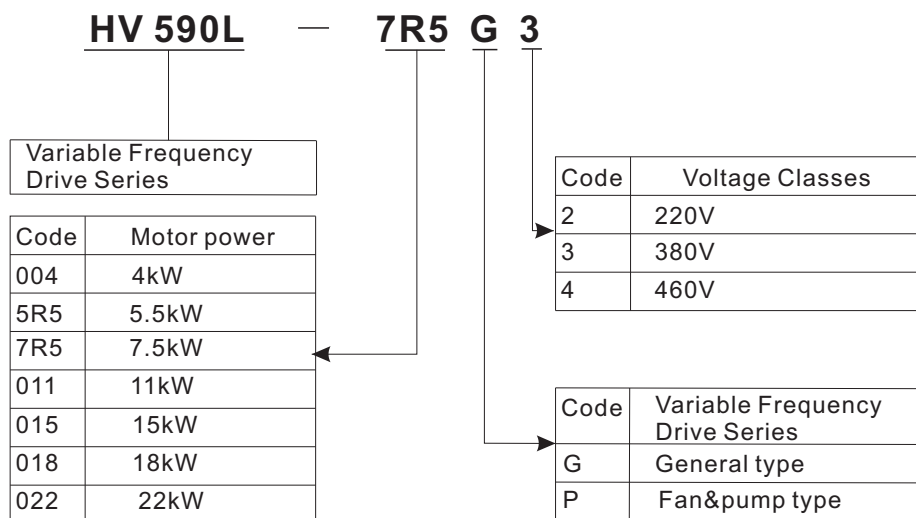 HV 590L — 7R5 G 3
Variable Frequency
Drive Series
Code Motor power
004 4kW
5R5 5.5kW
7R5 7.5kW
011 11kW
015 15kW
018 18kW
022 22kW
Code Voltage Classes
2 220V
3 380V
4 460V
Code Variable Frequency
Drive Series
G General type
P Fan&pump type